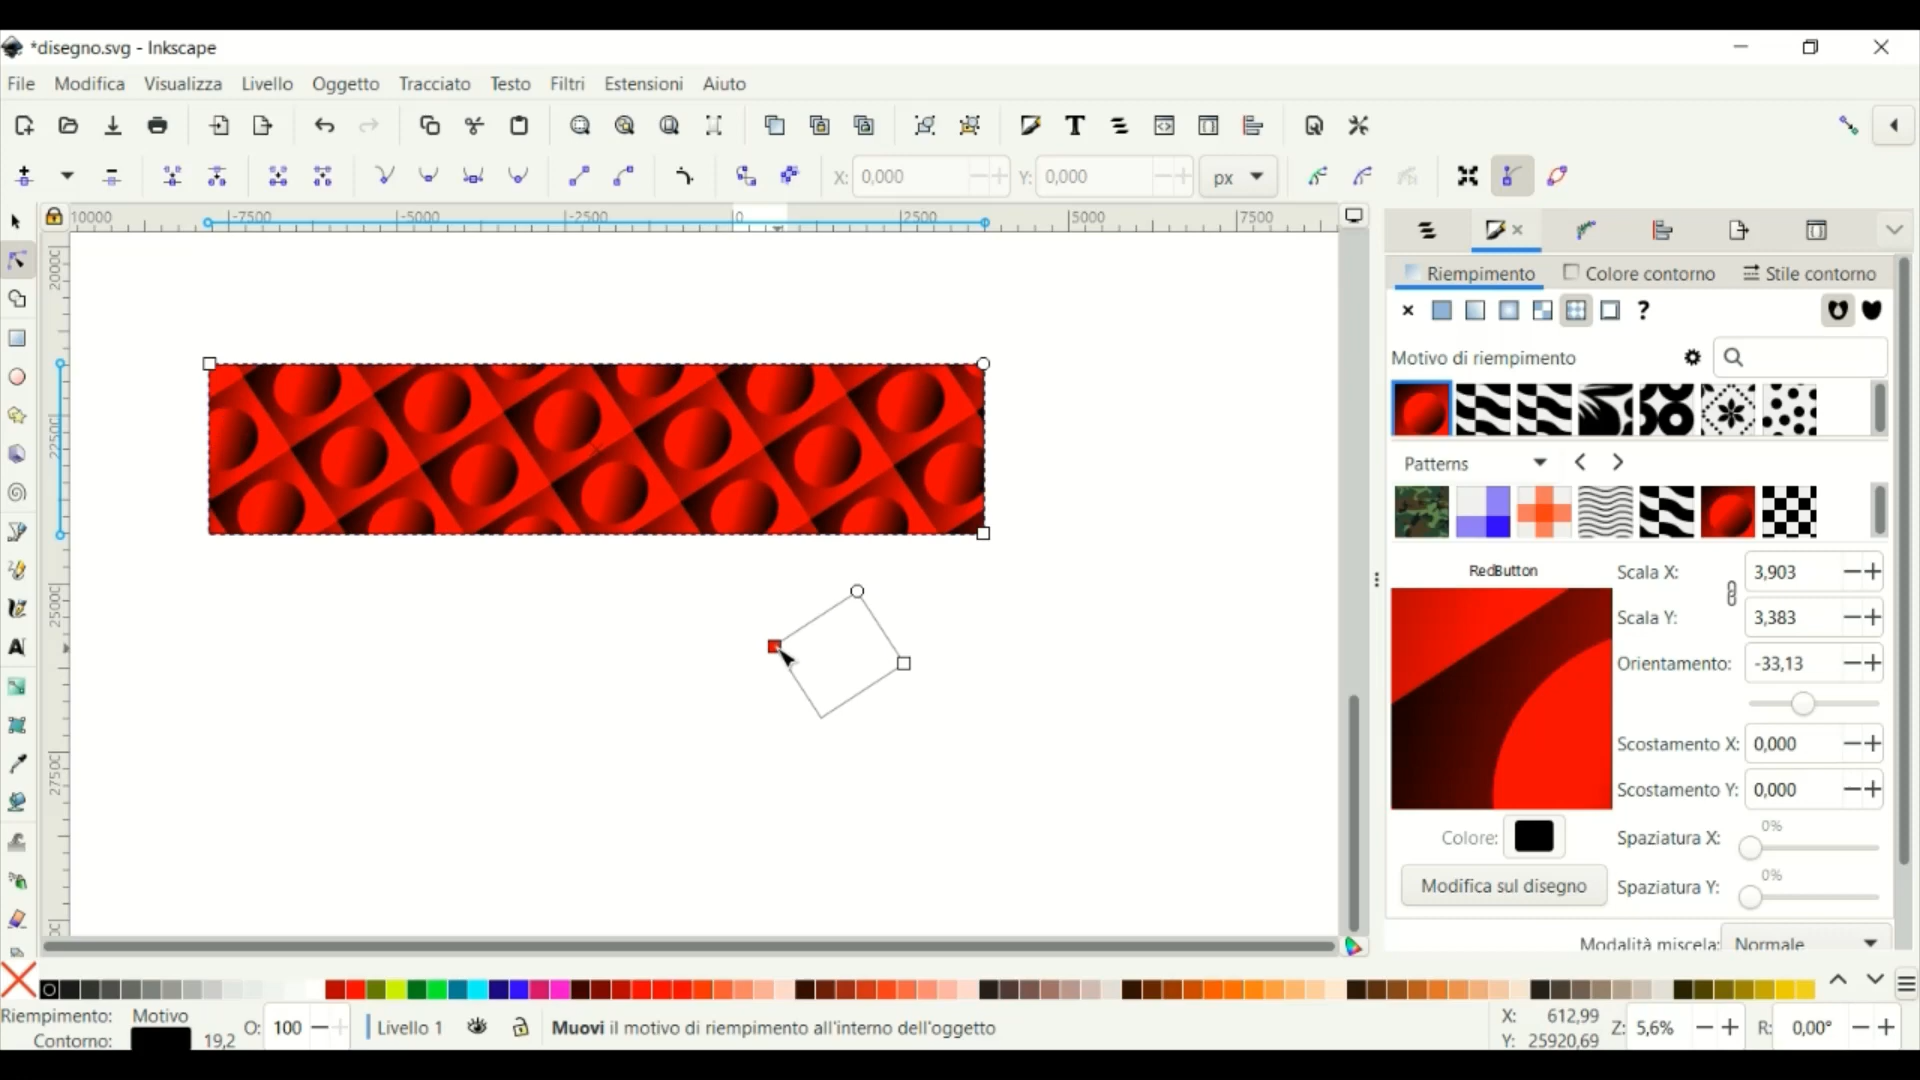 *disegno.svg - Inkscape
File Modifica Visualizza Livello Oggetto Tracciato Testo Filtri Estensioni Aiuto
X: 0,000 Y: 0,000 px
10000 -7500 -5000 -2500 0 2500 5000 7500
20000
22500
25000
27500
Riempimento Colore contorno Stile contorno
Motivo di riempimento
Patterns
RedButton
Scala X: 3,903
Scala Y: 3,383
Orientamento: -33,13
Scostamento X: 0,000
Scostamento Y: 0,000
Colore:
Spaziatura X: 0%
Modifica sul disegno
Spaziatura Y: 0%
Modalità miscela: Normale
Riempimento: Motivo
Contorno: 19,2
O: 100
Livello 1
Muovi il motivo di riempimento all'interno dell'oggetto
X: 612,99
Y: 25920,69
Z: 5,6%
R: 0,00°